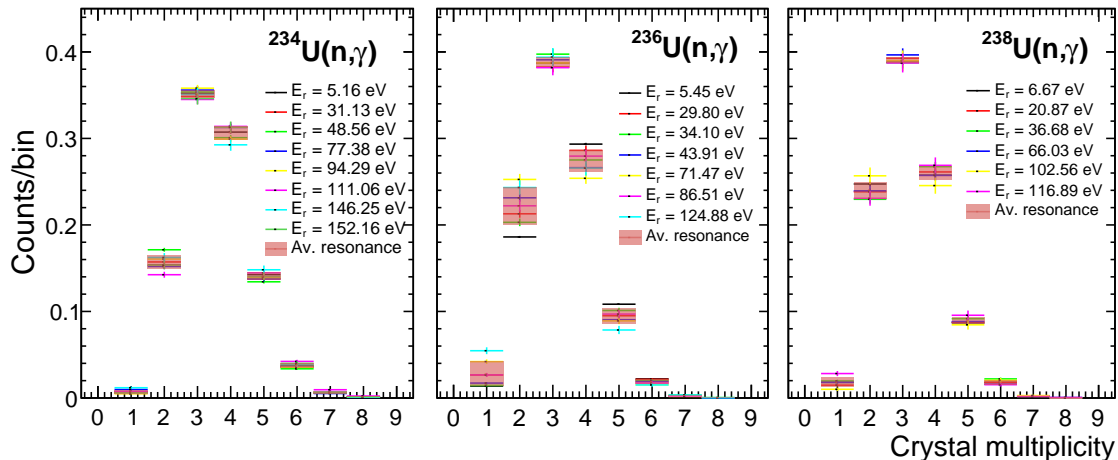 Counts/bin
0.4
0.3
0.2
0.1
0
²³⁴U(n,γ)
Eᵣ = 5.16 eV
Eᵣ = 31.13 eV
Eᵣ = 48.56 eV
Eᵣ = 77.38 eV
Eᵣ = 94.29 eV
Eᵣ = 111.06 eV
Eᵣ = 146.25 eV
Eᵣ = 152.16 eV
Av. resonance
0 1 2 3 4 5 6 7 8 9
²³⁶U(n,γ)
Eᵣ = 5.45 eV
Eᵣ = 29.80 eV
Eᵣ = 34.10 eV
Eᵣ = 43.91 eV
Eᵣ = 71.47 eV
Eᵣ = 86.51 eV
Eᵣ = 124.88 eV
Av. resonance
0 1 2 3 4 5 6 7 8 9
²³⁸U(n,γ)
Eᵣ = 6.67 eV
Eᵣ = 20.87 eV
Eᵣ = 36.68 eV
Eᵣ = 66.03 eV
Eᵣ = 102.56 eV
Eᵣ = 116.89 eV
Av. resonance
0 1 2 3 4 5 6 7 8 9
Crystal multiplicity